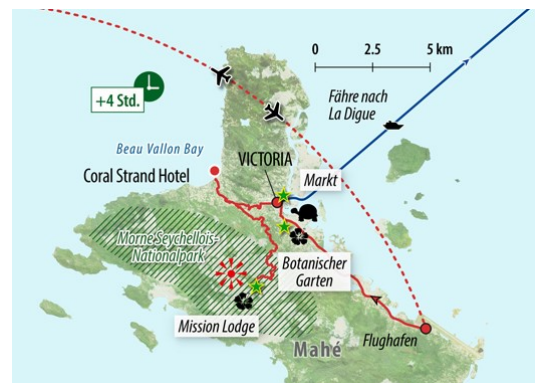 0 2.5 5 km
+4 Std.
Fähre nach
La Digue
Beau Vallon Bay
VICTORIA
Markt
Coral Strand Hotel
Morne Seychellois-
Nationalpark
Botanischer
Garten
Mission Lodge
Flughafen
Mahé